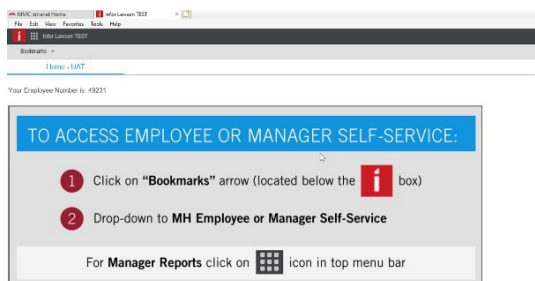 MMC Intranet Home
Infor Lawson TEST
File Edit View Favorites Tools Help
Infor Lawson TEST
Bookmarks
Home - UAT
Your Employee Number is: 49231
TO ACCESS EMPLOYEE OR MANAGER SELF-SERVICE:
1 Click on “Bookmarks” arrow (located below the i box)
2 Drop-down to MH Employee or Manager Self-Service
For Manager Reports click on icon in top menu bar